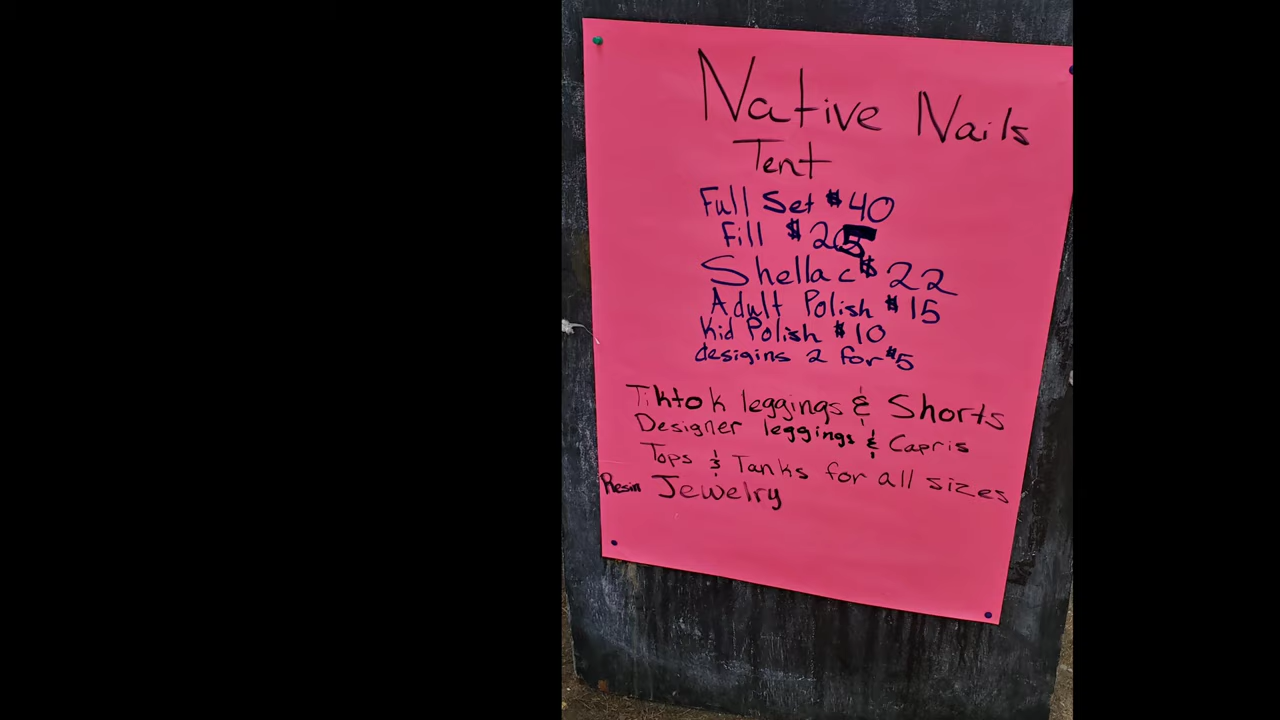 Native Nails
Tent
Full Set $40
Fill $25
Shellac $22
Adult Polish $15
Kid Polish $10
desigins 2 for $5
Tiktok leggings & Shorts
Designer leggings & Capris
Tops & Tanks for all sizes
Resin Jewelry